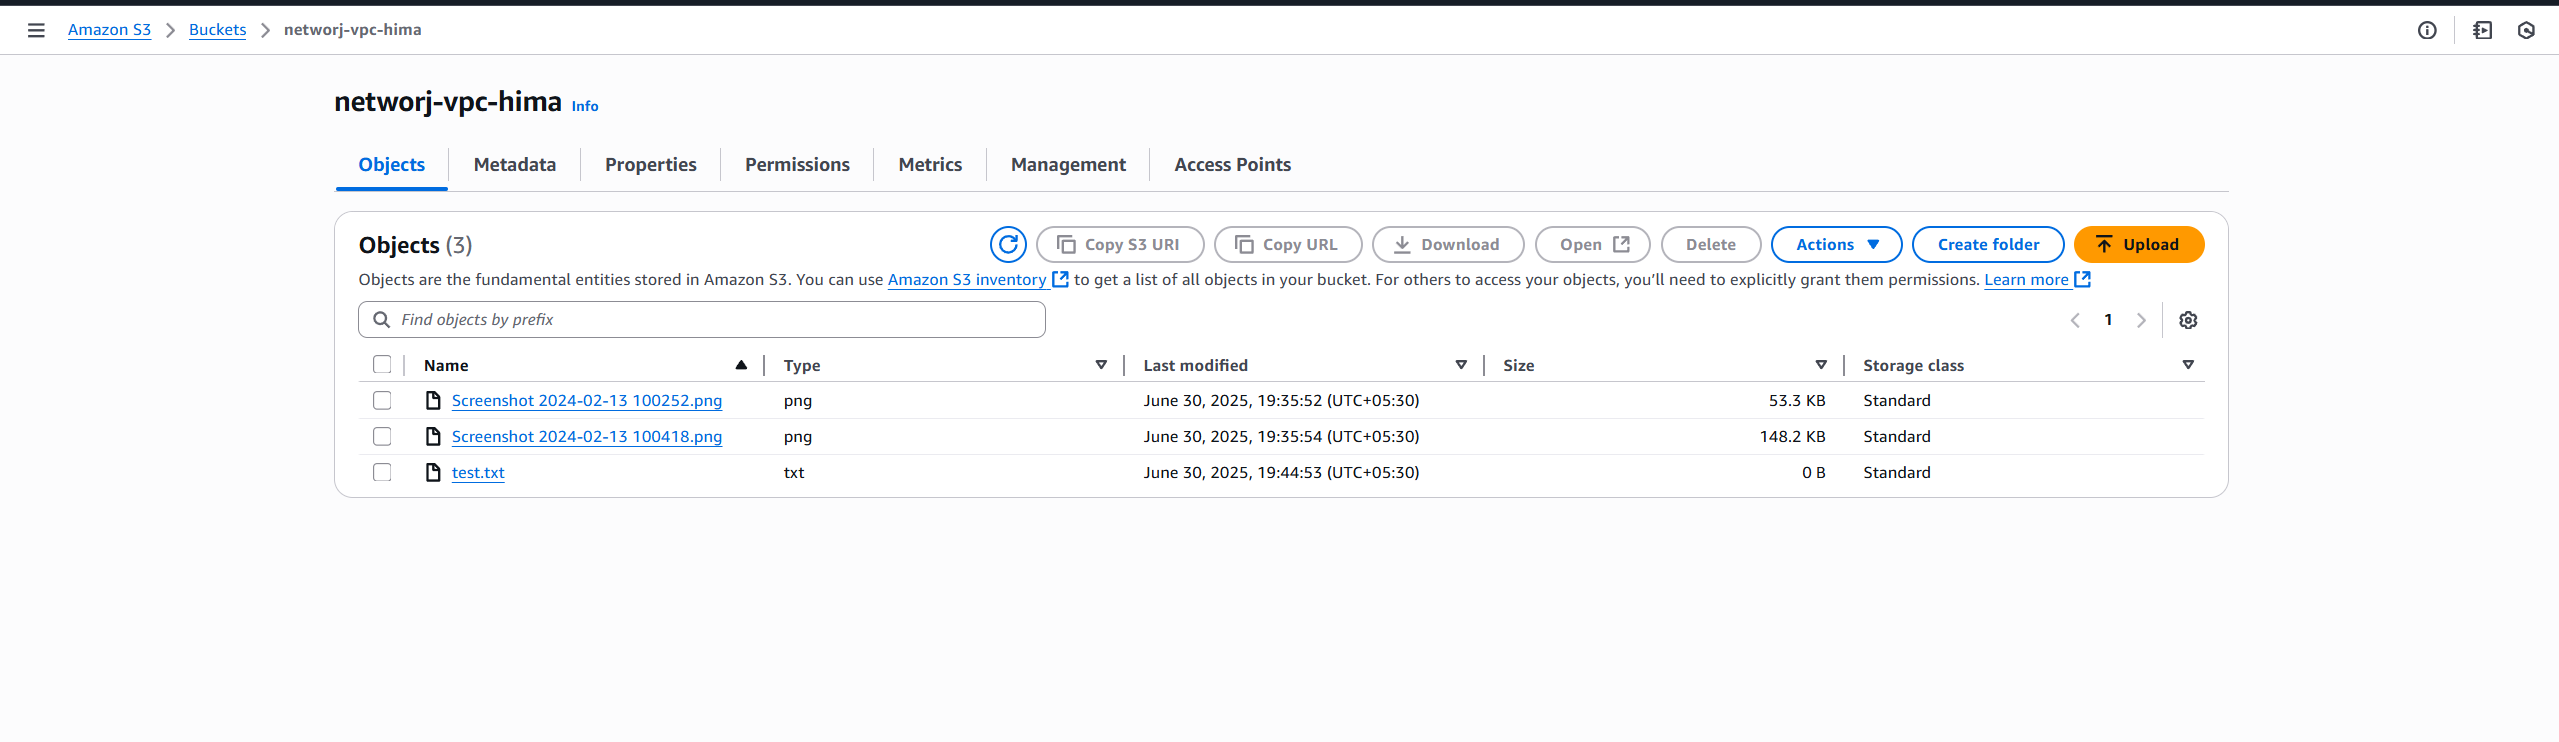 Amazon S3 > Buckets > networj-vpc-hima
networj-vpc-hima Info
Objects Metadata Properties Permissions Metrics Management Access Points
Objects (3) Copy S3 URI Copy URL Download Open Delete Actions Create folder Upload
Objects are the fundamental entities stored in Amazon S3. You can use Amazon S3 inventory to get a list of all objects in your bucket. For others to access your objects, you’ll need to explicitly grant them permissions. Learn more
Find objects by prefix 1
Name Type Last modified Size Storage class
Screenshot 2024-02-13 100252.png png June 30, 2025, 19:35:52 (UTC+05:30) 53.3 KB Standard
Screenshot 2024-02-13 100418.png png June 30, 2025, 19:35:54 (UTC+05:30) 148.2 KB Standard
test.txt txt June 30, 2025, 19:44:53 (UTC+05:30) 0 B Standard